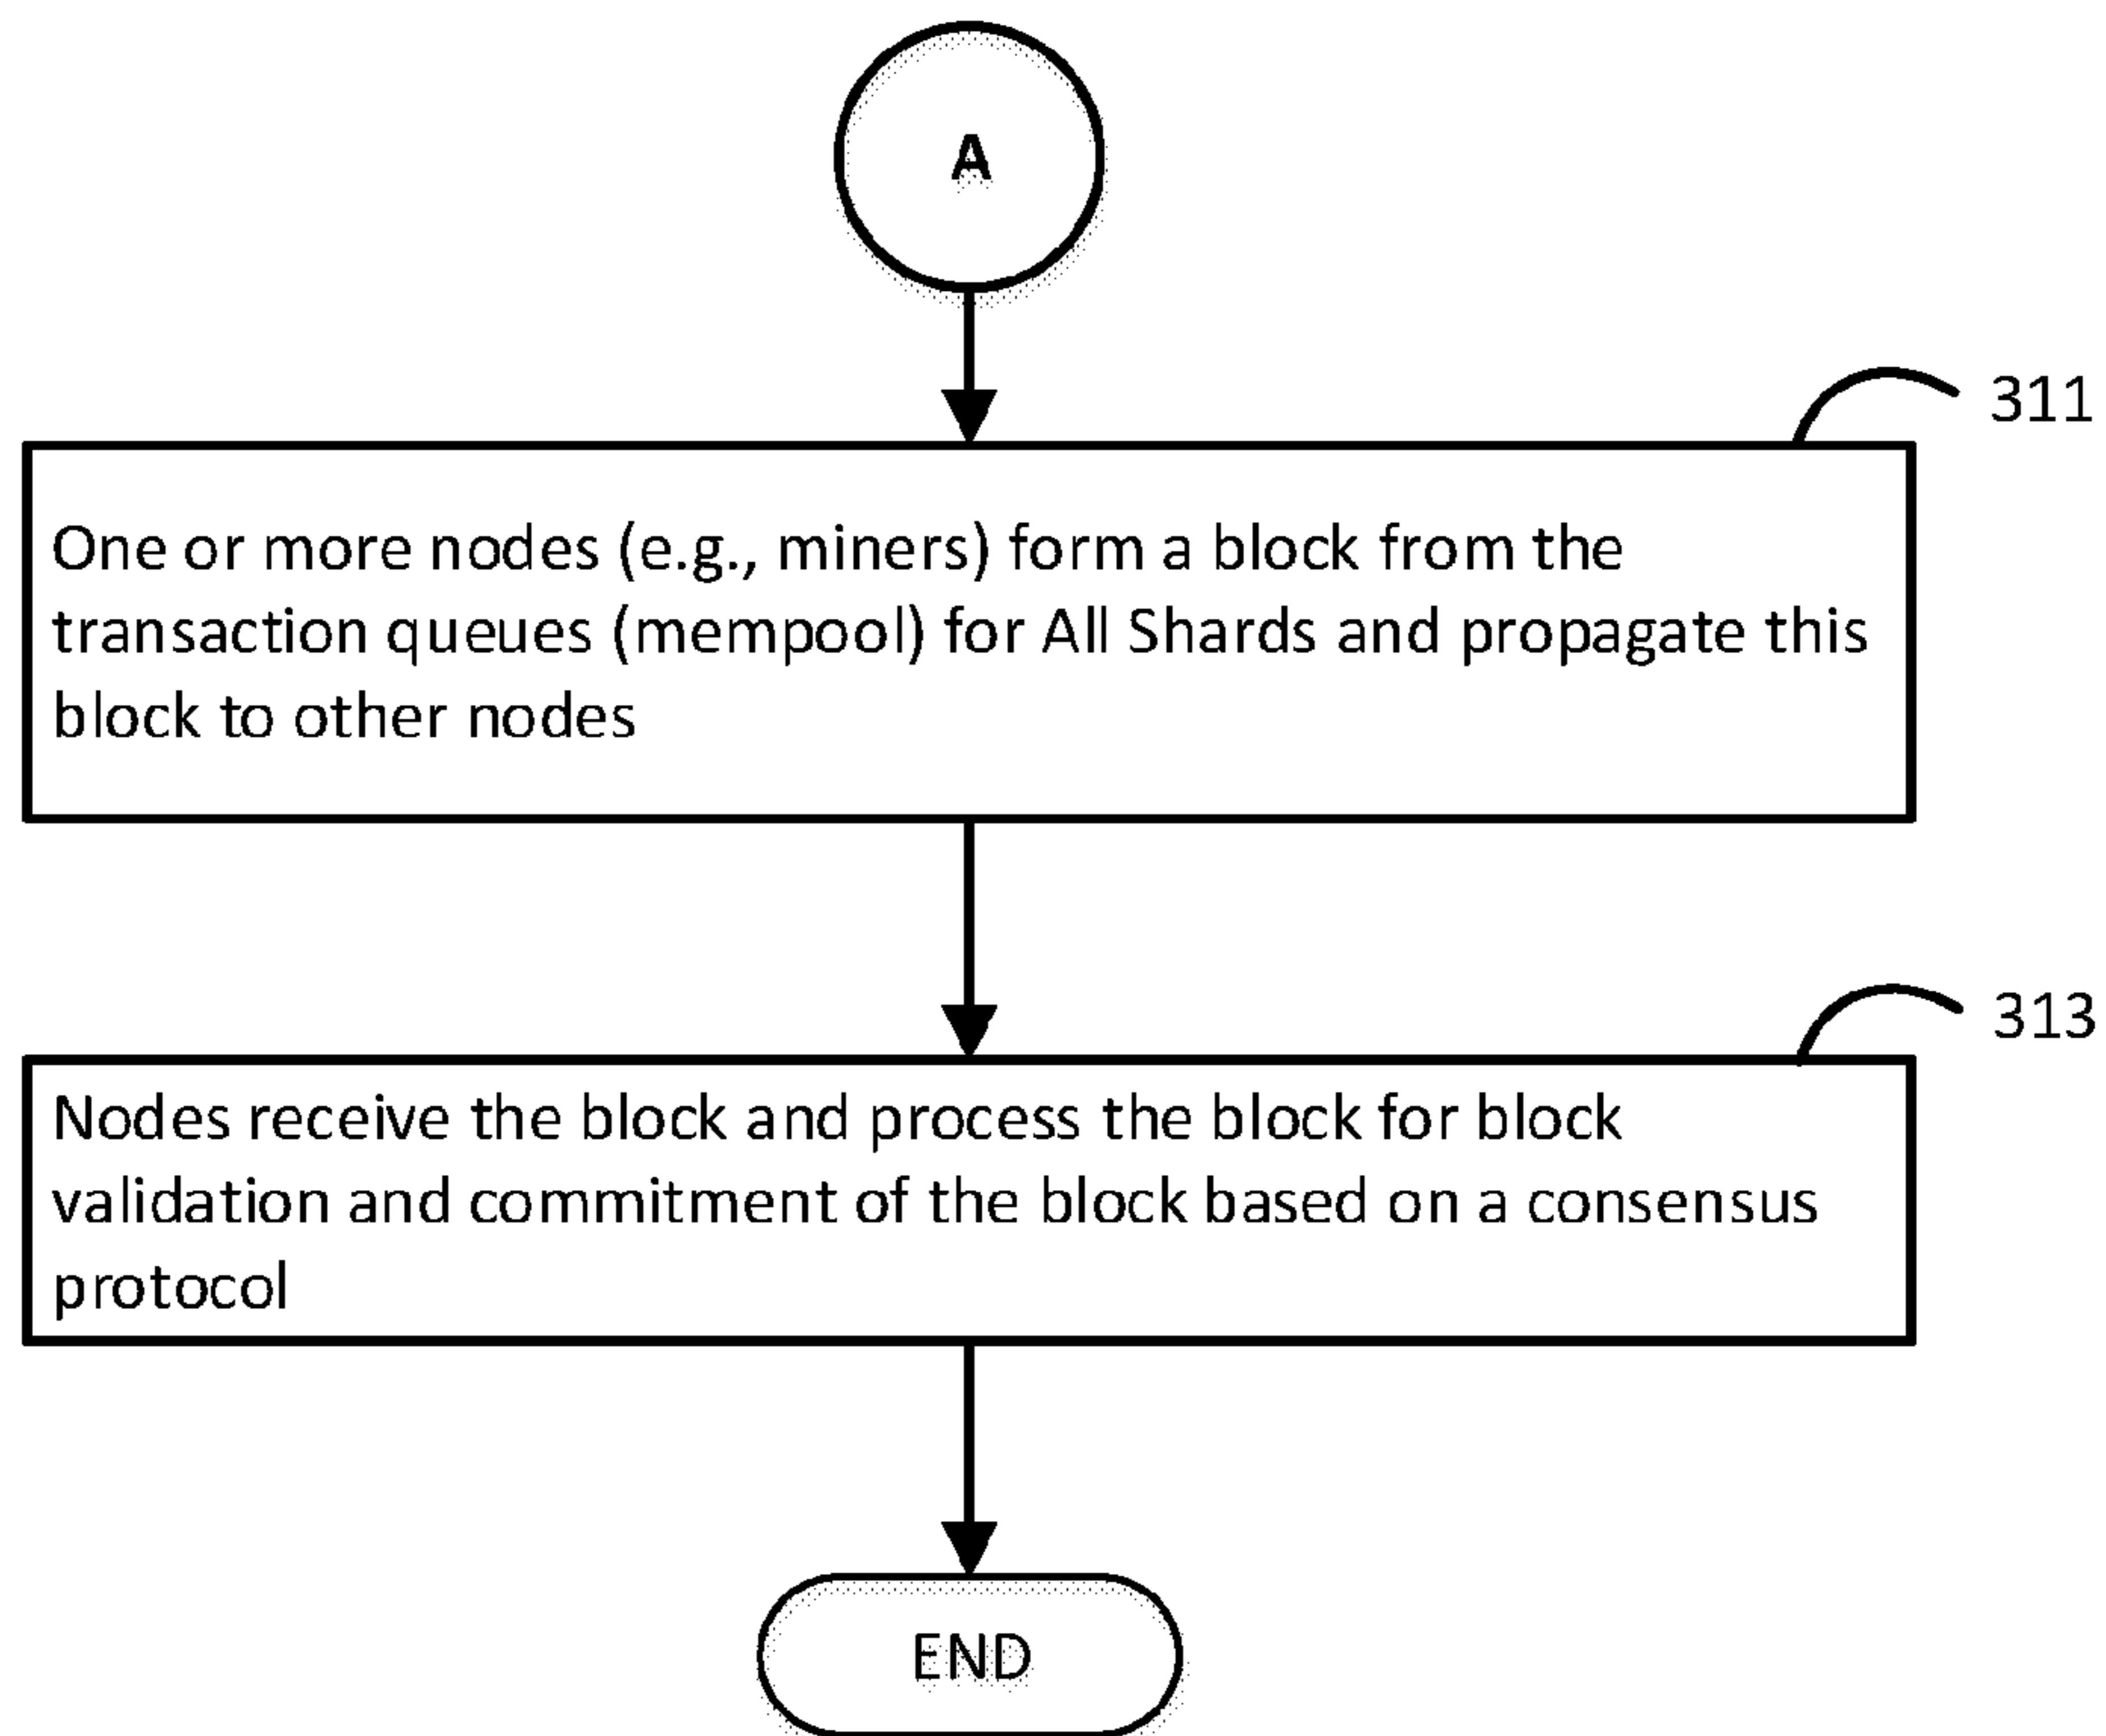 A
311
One or more nodes (e.g., miners) form a block from the
transaction queues (mempool) for All Shards and propagate this
block to other nodes
313
Nodes receive the block and process the block for block
validation and commitment of the block based on a consensus
protocol
END